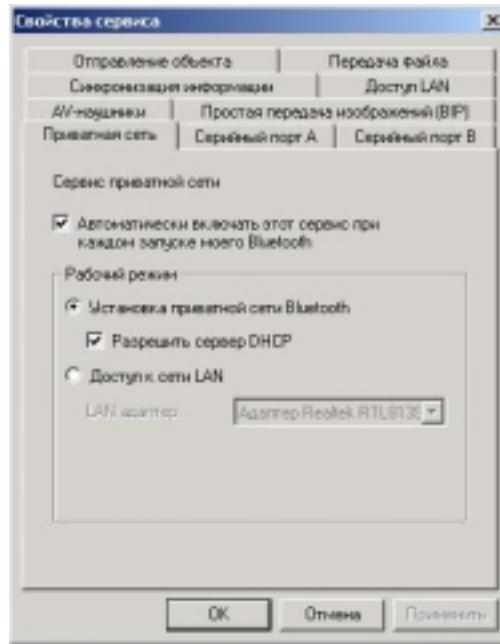 Свойства сервиса
Отправление объекта Передача файла
Синхронизация информации Доступ LAN
AV-наушники Простая передача изображений (BIP)
Приватная сеть Серийный порт A Серийный порт B
Сервис приватной сети
Автоматически включать этот сервис при
каждом запуске моего Bluetooth
Рабочий режим
Установка приватной сети Bluetooth
Разрешить сервер DHCP
Доступ к сети LAN
LAN адаптер: Адаптер Realtek RTL8139
OK Отмена Применить